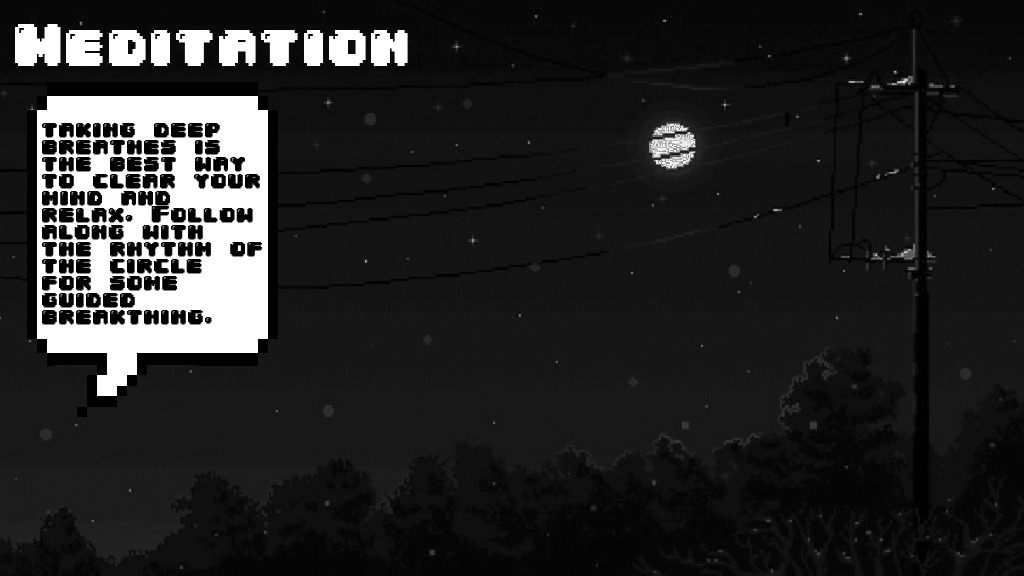 Meditation
TAKING DEEP
BREATHES IS
THE BEST WAY
TO CLEAR YOUR
MIND AND
RELAX. FOLLOW
ALONG WITH
THE RHYTHM OF
THE CIRCLE
FOR SOME
GUIDED
BREAKTHING.